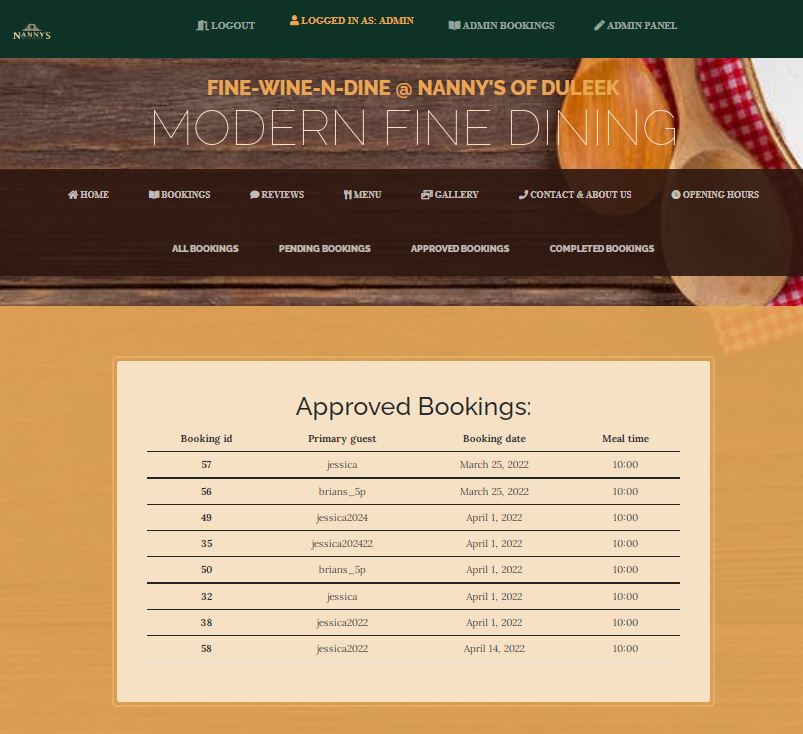 NANNY'S
LOGOUT
LOGGED IN AS: ADMIN
ADMIN BOOKINGS
ADMIN PANEL
FINE-WINE-N-DINE @ NANNY'S OF DULEEK
MODERN FINE DINING
HOME
BOOKINGS
REVIEWS
MENU
GALLERY
CONTACT & ABOUT US
OPENING HOURS
ALL BOOKINGS
PENDING BOOKINGS
APPROVED BOOKINGS
COMPLETED BOOKINGS
Approved Bookings:
Booking id Primary guest Booking date Meal time
57 jessica March 25, 2022 10:00
56 brians_5p March 25, 2022 10:00
49 jessica2024 April 1, 2022 10:00
35 jessica202422 April 1, 2022 10:00
50 brians_5p April 1, 2022 10:00
32 jessica April 1, 2022 10:00
38 jessica2022 April 1, 2022 10:00
58 jessica2022 April 14, 2022 10:00